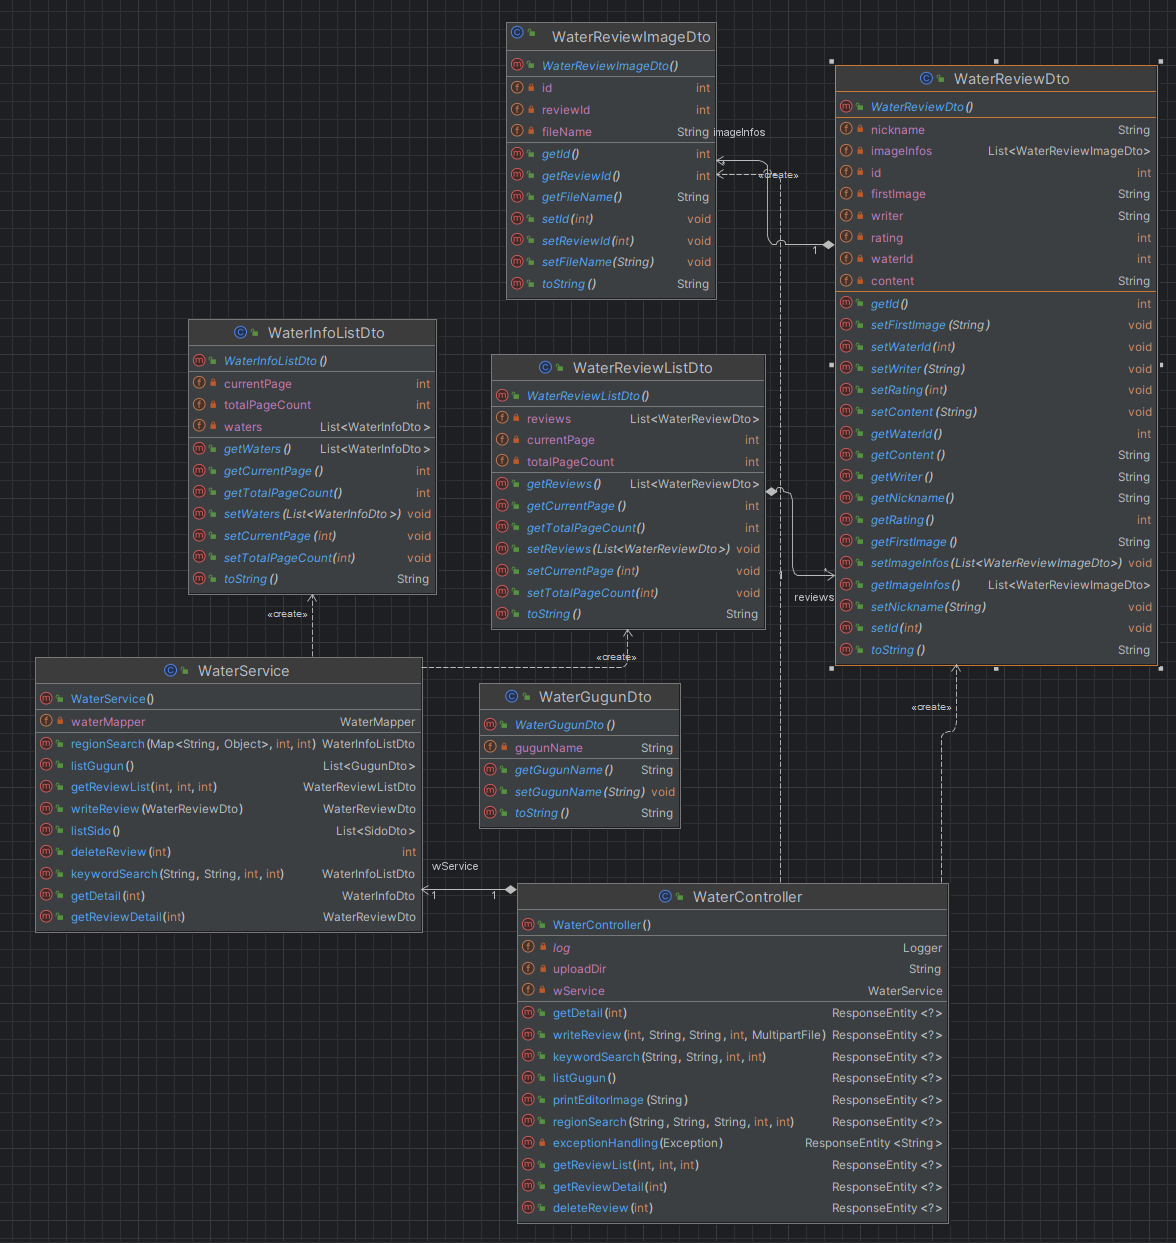 WaterReviewImageDto
WaterReviewImageDto()
id int
reviewId int
fileName String
getId() int
getReviewId() int
getFileName() String
setId(int) void
setReviewId(int) void
setFileName(String) void
toString() String
imageInfos
«create»
1
WaterReviewDto
WaterReviewDto()
nickname String
imageInfos List<WaterReviewImageDto>
id int
firstImage String
writer String
rating int
waterId int
content String
getId() int
setFirstImage(String) void
setWaterId(int) void
setWriter(String) void
setRating(int) void
setContent(String) void
getWaterId() int
getContent() String
getWriter() String
getNickname() String
getRating() int
getFirstImage() String
setImageInfos(List<WaterReviewImageDto>) void
getImageInfos() List<WaterReviewImageDto>
setNickname(String) void
setId(int) void
toString() String
WaterInfoListDto
WaterInfoListDto()
currentPage int
totalPageCount int
waters List<WaterInfoDto>
getWaters() List<WaterInfoDto>
getCurrentPage() int
getTotalPageCount() int
setWaters(List<WaterInfoDto>) void
setCurrentPage(int) void
setTotalPageCount(int) void
toString() String
«create»
WaterReviewListDto
WaterReviewListDto()
reviews List<WaterReviewDto>
currentPage int
totalPageCount int
getReviews() List<WaterReviewDto>
getCurrentPage() int
getTotalPageCount() int
setReviews(List<WaterReviewDto>) void
setCurrentPage(int) void
setTotalPageCount(int) void
toString() String
1
*
reviews
«create»
WaterService
WaterService()
waterMapper WaterMapper
regionSearch(Map<String, Object>, int, int) WaterInfoListDto
listGugun() List<GugunDto>
getReviewList(int, int, int) WaterReviewListDto
writeReview(WaterReviewDto) WaterReviewDto
listSido() List<SidoDto>
deleteReview(int) int
keywordSearch(String, String, int, int) WaterInfoListDto
getDetail(int) WaterInfoDto
getReviewDetail(int) WaterReviewDto
WaterGugunDto
WaterGugunDto()
gugunName String
getGugunName() String
setGugunName(String) void
toString() String
«create»
wService
1
1
WaterController
WaterController()
log Logger
uploadDir String
wService WaterService
getDetail(int) ResponseEntity<?>
writeReview(int, String, String, int, MultipartFile) ResponseEntity<?>
keywordSearch(String, String, int, int) ResponseEntity<?>
listGugun() ResponseEntity<?>
printEditorImage(String) ResponseEntity<?>
regionSearch(String, String, String, int, int) ResponseEntity<?>
exceptionHandling(Exception) ResponseEntity<String>
getReviewList(int, int, int) ResponseEntity<?>
getReviewDetail(int) ResponseEntity<?>
deleteReview(int) ResponseEntity<?>